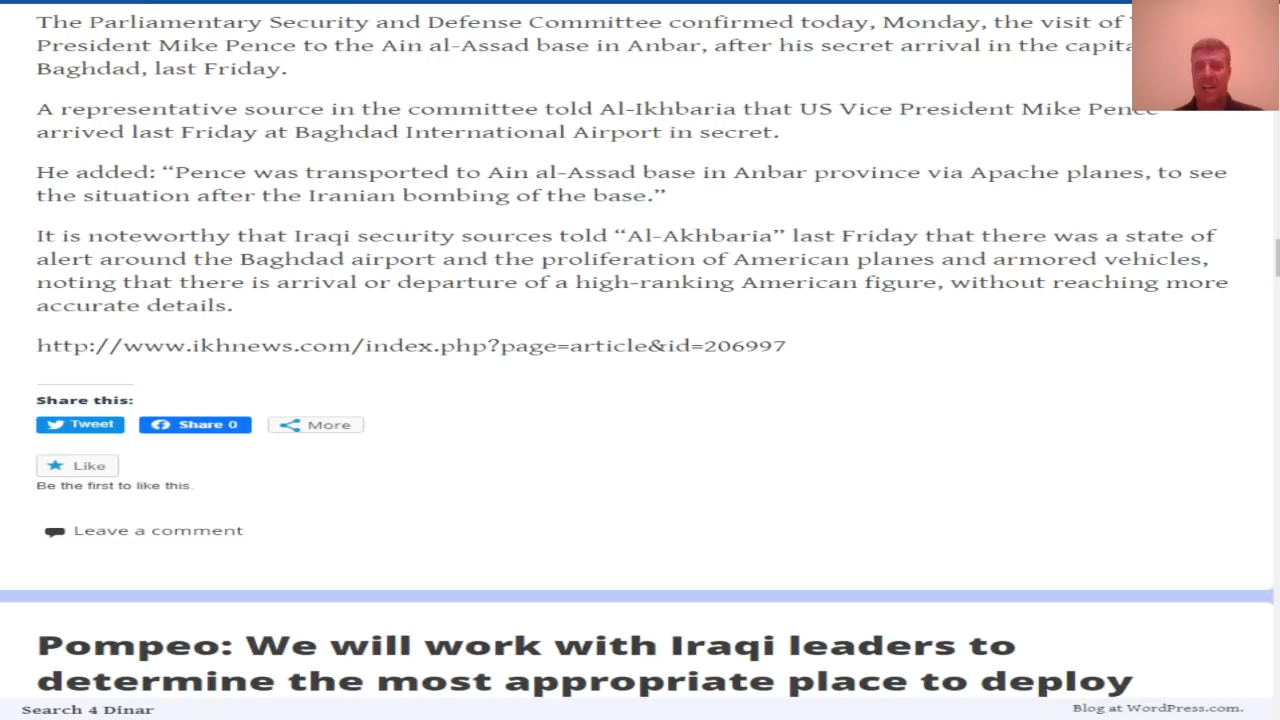 The Parliamentary Security and Defense Committee confirmed today, Monday, the visit of
President Mike Pence to the Ain al-Assad base in Anbar, after his secret arrival in the
Baghdad, last Friday.
A representative source in the committee told Al-Ikhbaria that US Vice President Mike Pence
arrived last Friday at Baghdad International Airport in secret.
He added: “Pence was transported to Ain al-Assad base in Anbar province via Apache planes, to see
the situation after the Iranian bombing of the base.”
It is noteworthy that Iraqi security sources told “Al-Akhbaria” last Friday that there was a state of
alert around the Baghdad airport and the proliferation of American planes and armored vehicles,
noting that there is arrival or departure of a high-ranking American figure, without reaching more
accurate details.
http://www.ikhnews.com/index.php?page=article&id=206997
Share this:
Tweet Share 0 More
Like
Be the first to like this.
Leave a comment
Pompeo: We will work with Iraqi leaders to
determine the most appropriate place to deploy
Search 4 Dinar Blog at WordPress.com.